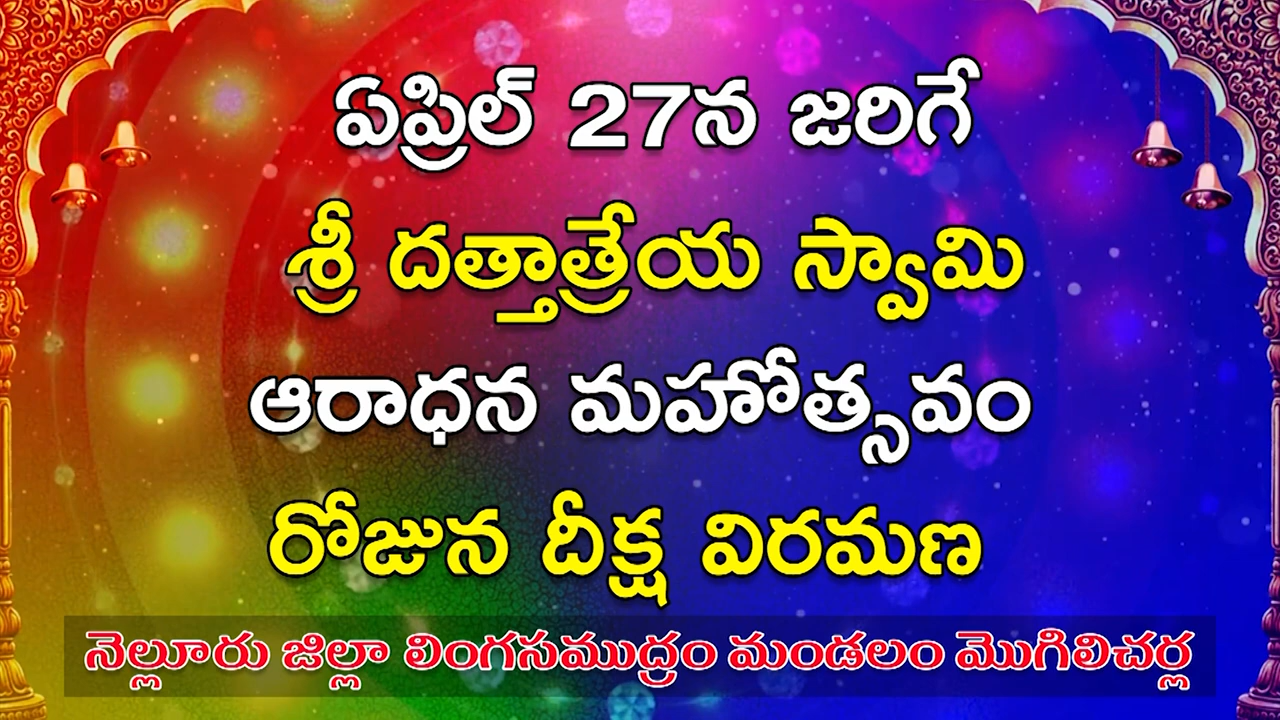 ఏప్రిల్ 27న జరిగే
శ్రీ దత్తాత్రేయ స్వామి
ఆరాధన మహోత్సవం
రోజున దీక్ష విరమణ
నెల్లూరు జిల్లా లింగసముద్రం మండలం మొగిలిచర్ల